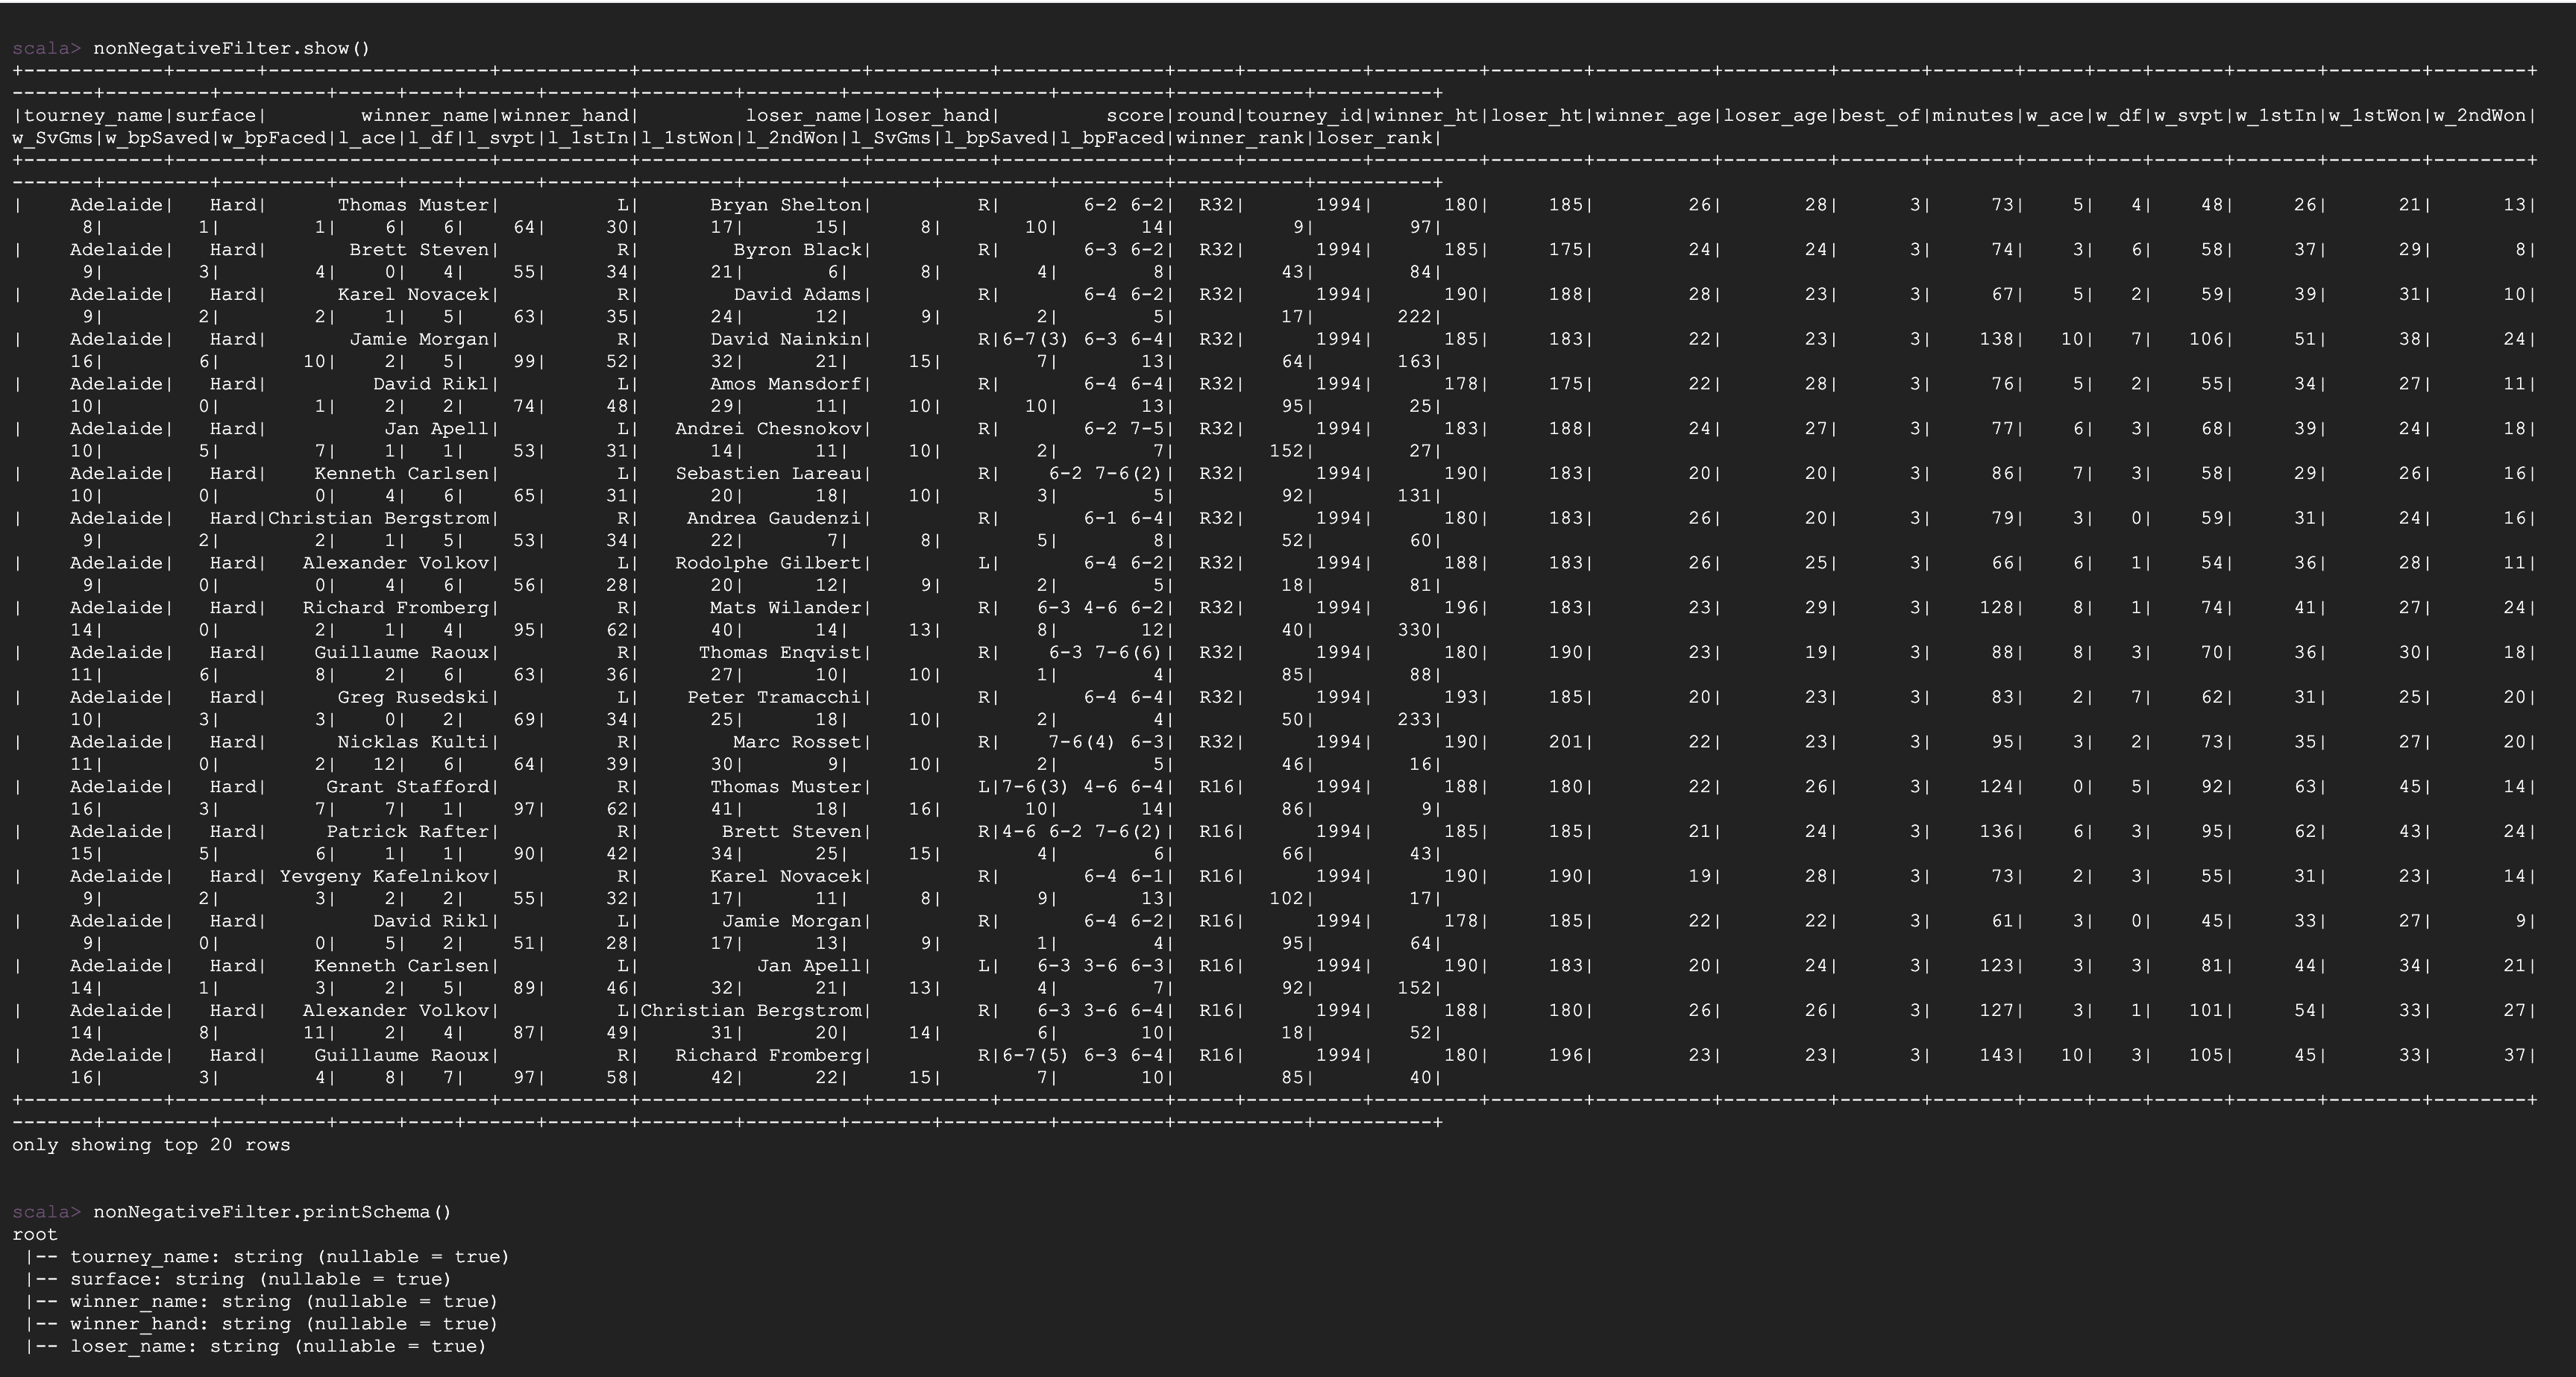 scala> nonNegativeFilter.show()
+------------+-------+-------------------+-----------+-------------------+----------+--------------+-----+----------+---------+--------+----------+---------+-------+-------+-----+----+------+-------+--------+--------+
-------+---------+---------+-----+----+------+-------+--------+--------+-------+---------+---------+-----------+----------+
|tourney_name|surface|        winner_name|winner_hand|         loser_name|loser_hand|         score|round|tourney_id|winner_ht|loser_ht|winner_age|loser_age|best_of|minutes|w_ace|w_df|w_svpt|w_1stIn|w_1stWon|w_2ndWon|
w_SvGms|w_bpSaved|w_bpFaced|l_ace|l_df|l_svpt|l_1stIn|l_1stWon|l_2ndWon|l_SvGms|l_bpSaved|l_bpFaced|winner_rank|loser_rank|
+------------+-------+-------------------+-----------+-------------------+----------+--------------+-----+----------+---------+--------+----------+---------+-------+-------+-----+----+------+-------+--------+--------+
-------+---------+---------+-----+----+------+-------+--------+--------+-------+---------+---------+-----------+----------+
|    Adelaide|   Hard|      Thomas Muster|          L|      Bryan Shelton|         R|       6-2 6-2|  R32|      1994|      180|     185|        26|       28|      3|     73|    5|   4|    48|     26|      21|      13|
      8|        1|        1|    6|   6|    64|     30|      17|      15|      8|       10|       14|          9|        97|
|    Adelaide|   Hard|       Brett Steven|          R|        Byron Black|         R|       6-3 6-2|  R32|      1994|      185|     175|        24|       24|      3|     74|    3|   6|    58|     37|      29|       8|
      9|        3|        4|    0|   4|    55|     34|      21|       6|      8|        4|        8|         43|        84|
|    Adelaide|   Hard|      Karel Novacek|          R|        David Adams|         R|       6-4 6-2|  R32|      1994|      190|     188|        28|       23|      3|     67|    5|   2|    59|     39|      31|      10|
      9|        2|        2|    1|   5|    63|     35|      24|      12|      9|        2|        5|         17|       222|
|    Adelaide|   Hard|       Jamie Morgan|          R|      David Nainkin|         R|6-7(3) 6-3 6-4|  R32|      1994|      185|     183|        22|       23|      3|    138|   10|   7|   106|     51|      38|      24|
     16|        6|       10|    2|   5|    99|     52|      32|      21|     15|        7|       13|         64|       163|
|    Adelaide|   Hard|         David Rikl|          L|      Amos Mansdorf|         R|       6-4 6-4|  R32|      1994|      178|     175|        22|       28|      3|     76|    5|   2|    55|     34|      27|      11|
     10|        0|        1|    2|   2|    74|     48|      29|      11|     10|       10|       13|         95|        25|
|    Adelaide|   Hard|          Jan Apell|          L|   Andrei Chesnokov|         R|       6-2 7-5|  R32|      1994|      183|     188|        24|       27|      3|     77|    6|   3|    68|     39|      24|      18|
     10|        5|        7|    1|   1|    53|     31|      14|      11|     10|        2|        7|        152|        27|
|    Adelaide|   Hard|    Kenneth Carlsen|          L|   Sebastien Lareau|         R|    6-2 7-6(2)|  R32|      1994|      190|     183|        20|       20|      3|     86|    7|   3|    58|     29|      26|      16|
     10|        0|        0|    4|   6|    65|     31|      20|      18|     10|        3|        5|         92|       131|
|    Adelaide|   Hard|Christian Bergstrom|          R|    Andrea Gaudenzi|         R|       6-1 6-4|  R32|      1994|      180|     183|        26|       20|      3|     79|    3|   0|    59|     31|      24|      16|
      9|        2|        2|    1|   5|    53|     34|      22|       7|      8|        5|        8|         52|        60|
|    Adelaide|   Hard|   Alexander Volkov|          L|   Rodolphe Gilbert|         L|       6-4 6-2|  R32|      1994|      188|     183|        26|       25|      3|     66|    6|   1|    54|     36|      28|      11|
      9|        0|        0|    4|   6|    56|     28|      20|      12|      9|        2|        5|         18|        81|
|    Adelaide|   Hard|   Richard Fromberg|          R|      Mats Wilander|         R|   6-3 4-6 6-2|  R32|      1994|      196|     183|        23|       29|      3|    128|    8|   1|    74|     41|      27|      24|
     14|        0|        2|    1|   4|    95|     62|      40|      14|     13|        8|       12|         40|       330|
|    Adelaide|   Hard|    Guillaume Raoux|          R|     Thomas Enqvist|         R|    6-3 7-6(6)|  R32|      1994|      180|     190|        23|       19|      3|     88|    8|   3|    70|     36|      30|      18|
     11|        6|        8|    2|   6|    63|     36|      27|      10|     10|        1|        4|         85|        88|
|    Adelaide|   Hard|      Greg Rusedski|          L|    Peter Tramacchi|         R|       6-4 6-4|  R32|      1994|      193|     185|        20|       23|      3|     83|    2|   7|    62|     31|      25|      20|
     10|        3|        3|    0|   2|    69|     34|      25|      18|     10|        2|        4|         50|       233|
|    Adelaide|   Hard|      Nicklas Kulti|          R|        Marc Rosset|         R|    7-6(4) 6-3|  R32|      1994|      190|     201|        22|       23|      3|     95|    3|   2|    73|     35|      27|      20|
     11|        0|        2|   12|   6|    64|     39|      30|       9|     10|        2|        5|         46|        16|
|    Adelaide|   Hard|     Grant Stafford|          R|      Thomas Muster|         L|7-6(3) 4-6 6-4|  R16|      1994|      188|     180|        22|       26|      3|    124|    0|   5|    92|     63|      45|      14|
     16|        3|        7|    7|   1|    97|     62|      41|      18|     16|       10|       14|         86|         9|
|    Adelaide|   Hard|     Patrick Rafter|          R|       Brett Steven|         R|4-6 6-2 7-6(2)|  R16|      1994|      185|     185|        21|       24|      3|    136|    6|   3|    95|     62|      43|      24|
     15|        5|        6|    1|   1|    90|     42|      34|      25|     15|        4|        6|         66|        43|
|    Adelaide|   Hard| Yevgeny Kafelnikov|          R|      Karel Novacek|         R|       6-4 6-1|  R16|      1994|      190|     190|        19|       28|      3|     73|    2|   3|    55|     31|      23|      14|
      9|        2|        3|    2|   2|    55|     32|      17|      11|      8|        9|       13|        102|        17|
|    Adelaide|   Hard|         David Rikl|          L|       Jamie Morgan|         R|       6-4 6-2|  R16|      1994|      178|     185|        22|       22|      3|     61|    3|   0|    45|     33|      27|       9|
      9|        0|        0|    5|   2|    51|     28|      17|      13|      9|        1|        4|         95|        64|
|    Adelaide|   Hard|    Kenneth Carlsen|          L|          Jan Apell|         L|   6-3 3-6 6-3|  R16|      1994|      190|     183|        20|       24|      3|    123|    3|   3|    81|     44|      34|      21|
     14|        1|        3|    2|   5|    89|     46|      32|      21|     13|        4|        7|         92|       152|
|    Adelaide|   Hard|   Alexander Volkov|          L|Christian Bergstrom|         R|   6-3 3-6 6-4|  R16|      1994|      188|     180|        26|       26|      3|    127|    3|   1|   101|     54|      33|      27|
     14|        8|       11|    2|   4|    87|     49|      31|      20|     14|        6|       10|         18|        52|
|    Adelaide|   Hard|    Guillaume Raoux|          R|   Richard Fromberg|         R|6-7(5) 6-3 6-4|  R16|      1994|      180|     196|        23|       23|      3|    143|   10|   3|   105|     45|      33|      37|
     16|        3|        4|    8|   7|    97|     58|      42|      22|     15|        7|       10|         85|        40|
+------------+-------+-------------------+-----------+-------------------+----------+--------------+-----+----------+---------+--------+----------+---------+-------+-------+-----+----+------+-------+--------+--------+
-------+---------+---------+-----+----+------+-------+--------+--------+-------+---------+---------+-----------+----------+
only showing top 20 rows
scala> nonNegativeFilter.printSchema()
root
 |-- tourney_name: string (nullable = true)
 |-- surface: string (nullable = true)
 |-- winner_name: string (nullable = true)
 |-- winner_hand: string (nullable = true)
 |-- loser_name: string (nullable = true)